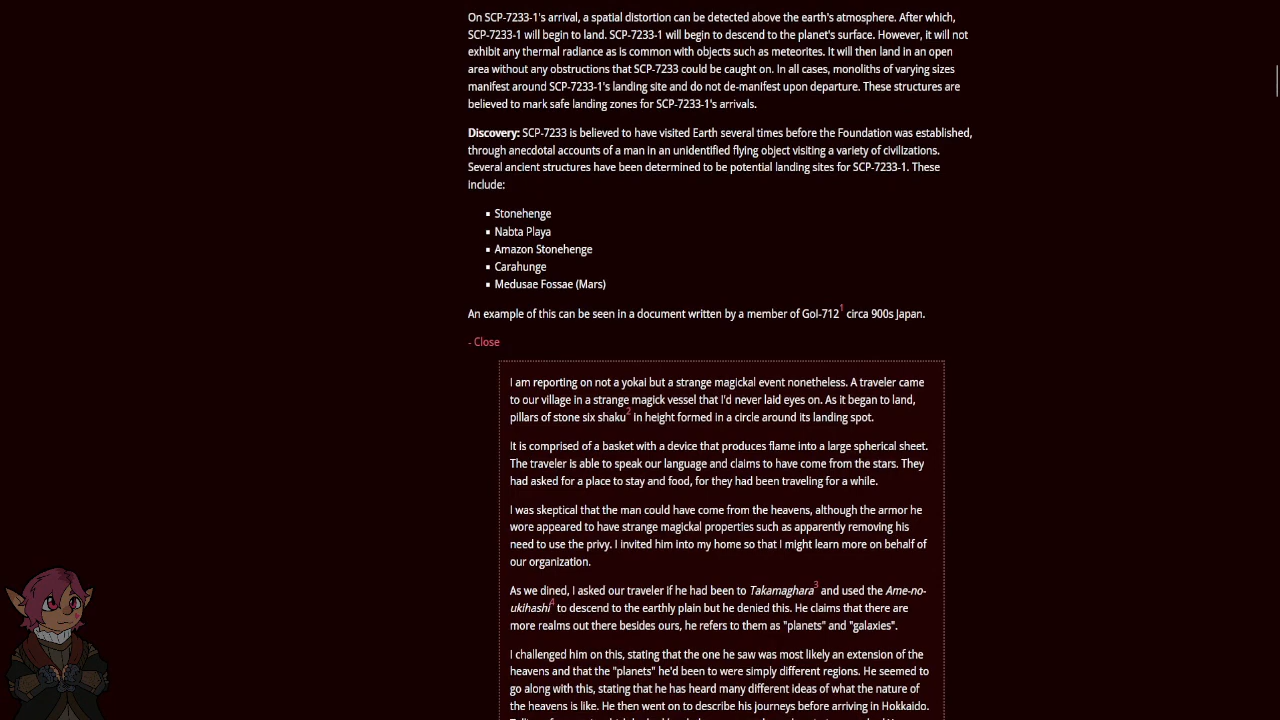 On SCP-7233-1's arrival, a spatial distortion can be detected above the earth's atmosphere. After which,
SCP-7233-1 will begin to land. SCP-7233-1 will begin to descend to the planet's surface. However, it will not
exhibit any thermal radiance as is common with objects such as meteorites. It will then land in an open
area without any obstructions that SCP-7233 could be caught on. In all cases, monoliths of varying sizes
manifest around SCP-7233-1's landing site and do not de-manifest upon departure. These structures are
believed to mark safe landing zones for SCP-7233-1's arrivals.
Discovery: SCP-7233 is believed to have visited Earth several times before the Foundation was established,
through anecdotal accounts of a man in an unidentified flying object visiting a variety of civilizations.
Several ancient structures have been determined to be potential landing sites for SCP-7233-1. These
include:
▪ Stonehenge
▪ Nabta Playa
▪ Amazon Stonehenge
▪ Carahunge
▪ Medusae Fossae (Mars)
An example of this can be seen in a document written by a member of GoI-712¹ circa 900s Japan.
- Close
I am reporting on not a yokai but a strange magickal event nonetheless. A traveler came
to our village in a strange magick vessel that I'd never laid eyes on. As it began to land,
pillars of stone six shaku² in height formed in a circle around its landing spot.
It is comprised of a basket with a device that produces flame into a large spherical sheet.
The traveler is able to speak our language and claims to have come from the stars. They
had asked for a place to stay and food, for they had been traveling for a while.
I was skeptical that the man could have come from the heavens, although the armor he
wore appeared to have strange magickal properties such as apparently removing his
need to use the privy. I invited him into my home so that I might learn more on behalf of
our organization.
As we dined, I asked our traveler if he had been to Takamaghara³ and used the Ame-no-
ukihashi⁴ to descend to the earthly plain but he denied this. He claims that there are
more realms out there besides ours, he refers to them as "planets" and "galaxies".
I challenged him on this, stating that the one he saw was most likely an extension of the
heavens and that the "planets" he'd been to were simply different regions. He seemed to
go along with this, stating that he has heard many different ideas of what the nature of
the heavens is like. He then went on to describe his journeys before arriving in Hokkaido.